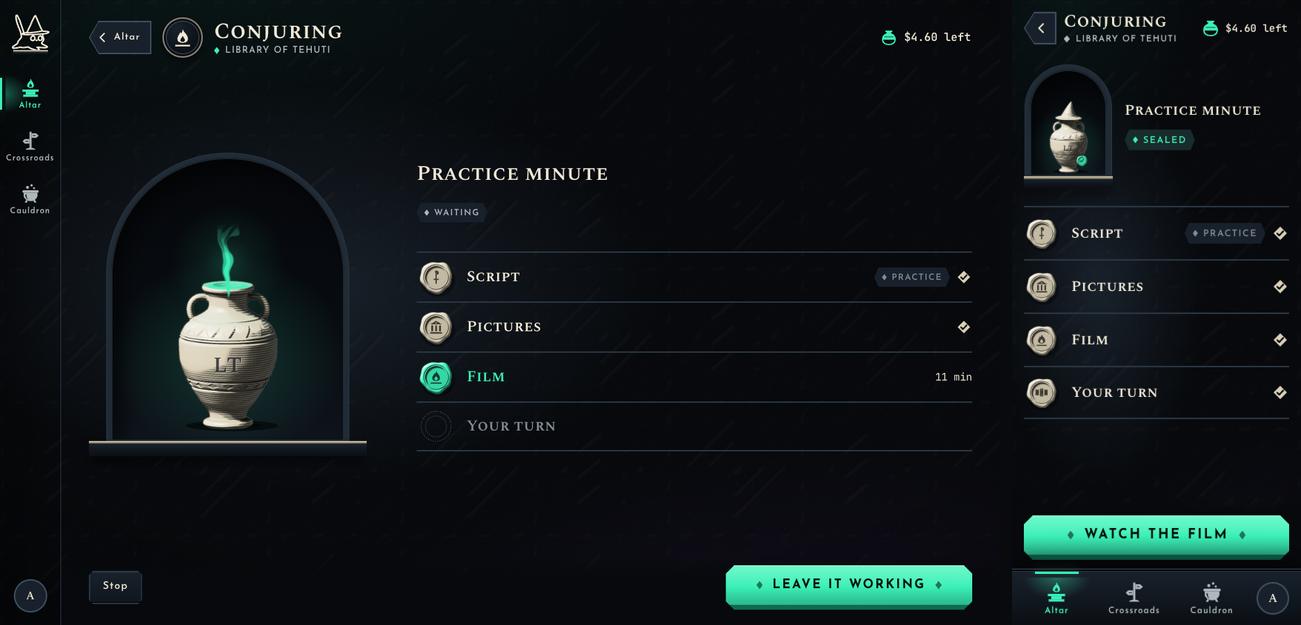 Altar
Crossroads
Cauldron
A
Altar
CONJURING
LIBRARY OF TEHUTI
$4.60 left
LT
PRACTICE MINUTE
WAITING
SCRIPT
PRACTICE
PICTURES
FILM
11 min
YOUR TURN
Stop
LEAVE IT WORKING
CONJURING
LIBRARY OF TEHUTI
$4.60 left
PRACTICE MINUTE
SEALED
SCRIPT
PRACTICE
PICTURES
FILM
YOUR TURN
WATCH THE FILM
Altar
Crossroads
Cauldron
A